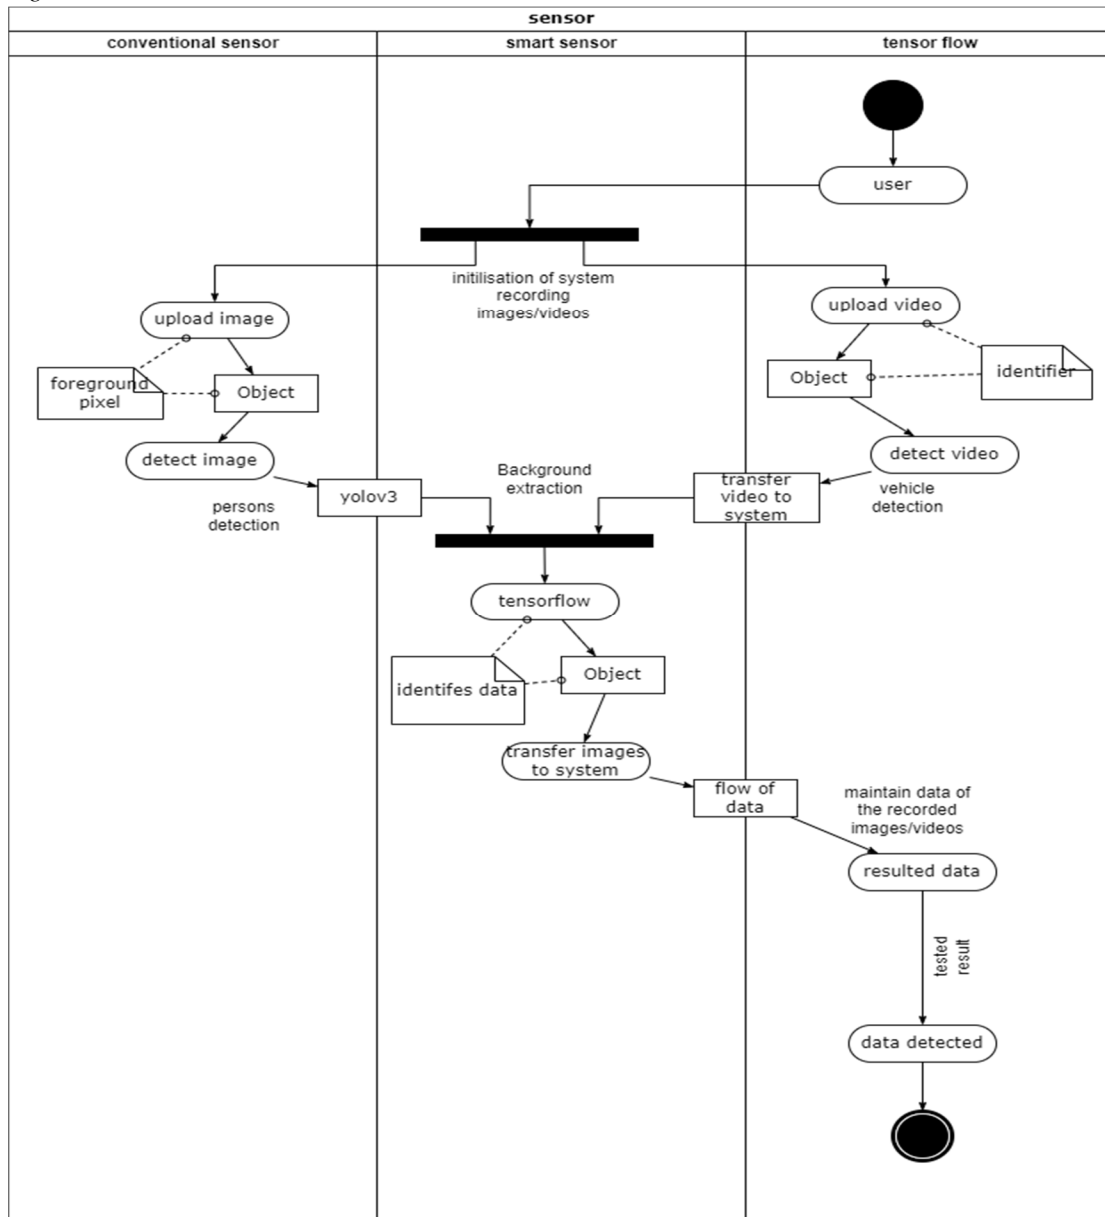 sensor
conventional sensor
smart sensor
tensor flow
user
initilisation of system
recording
images/videos
upload image
upload video
foreground
pixel
Object
Object
identifier
detect image
detect video
persons
detection
yolov3
Background
extraction
transfer
video to
system
vehicle
detection
tensorflow
identifes data
Object
transfer images
to system
flow of
data
maintain data of
the recorded
images/videos
resulted data
tested
result
data detected